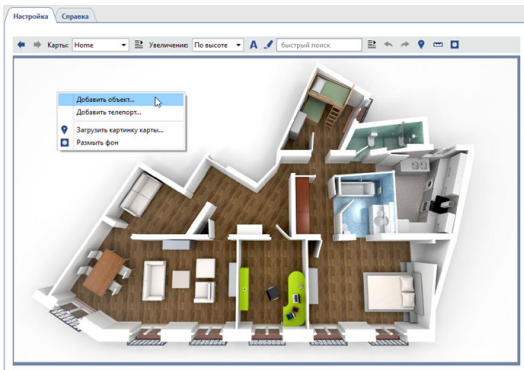 Настройка Справка
Карты: Home Увеличение: По высоте A быстрый поиск
Добавить объект...
Добавить телепорт...
Загрузить картинку карты...
Размыть фон